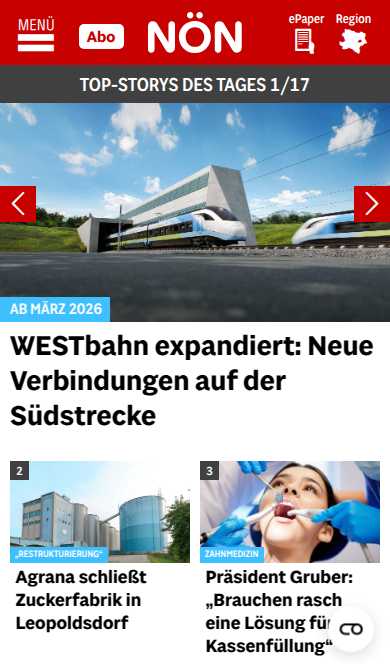 MENÜ
Abo
NÖN
ePaper
Region
TOP-STORYS DES TAGES 1/17
AB MÄRZ 2026
WESTbahn expandiert: Neue
Verbindungen auf der
Südstrecke
2
„RESTRUKTURIERUNG“
Agrana schließt
Zuckerfabrik in
Leopoldsdorf
3
ZAHNMEDIZIN
Präsident Gruber:
„Brauchen rasch
eine Lösung für
Kassenfüllung“